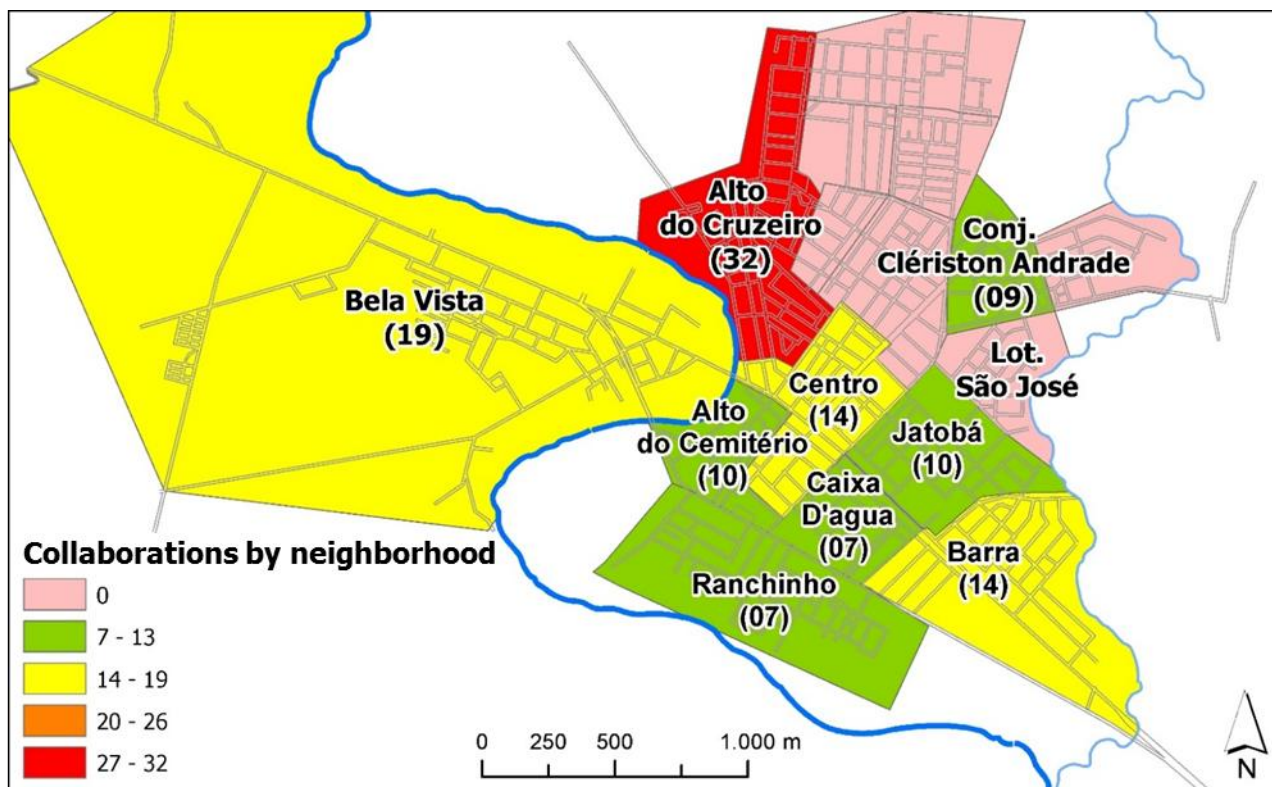 Alto
do Cruzeiro
(32)
Conj.
Clériston Andrade
(09)
Bela Vista
(19)
Lot.
São José
Centro
(14)
Alto
do Cemitério
(10)
Jatobá
(10)
Caixa
D'agua
(07)
Barra
(14)
Ranchinho
(07)
Collaborations by neighborhood
0
7 - 13
14 - 19
20 - 26
27 - 32
0 250 500 1.000 m
N